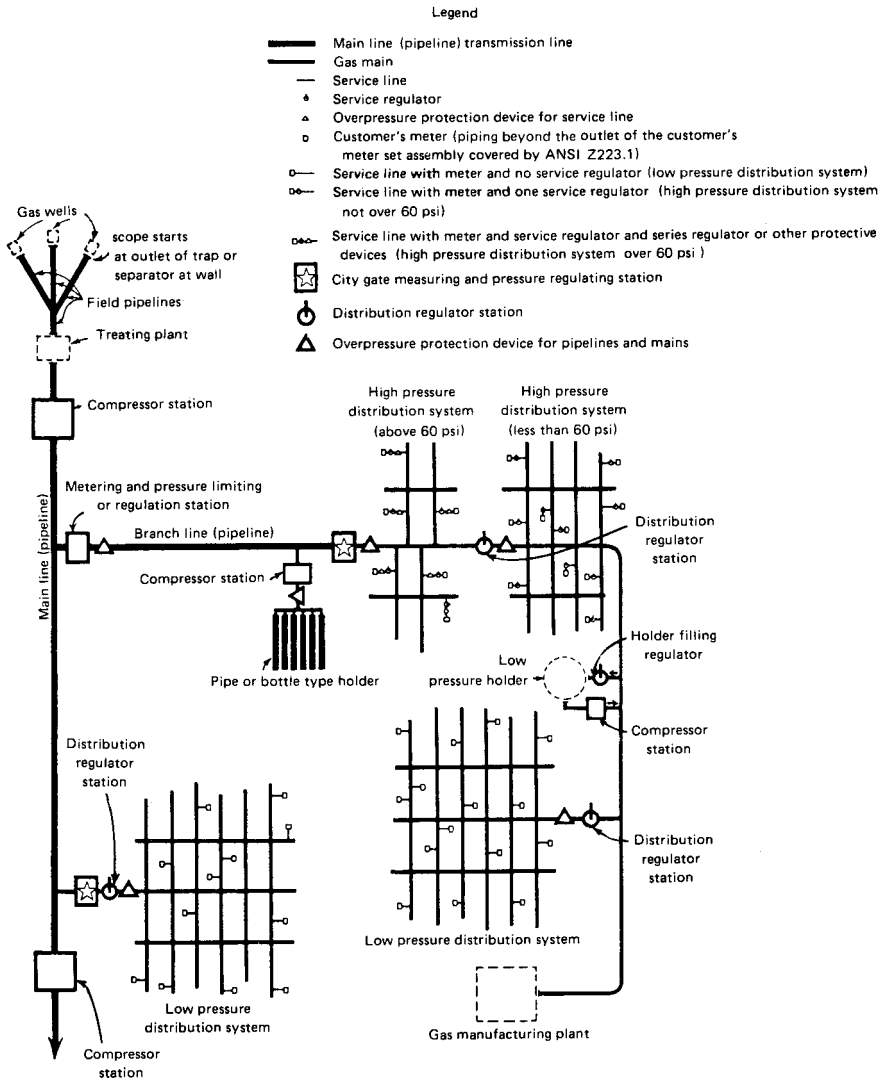 Legend
Main line (pipeline) transmission line
Gas main
Service line
Service regulator
Overpressure protection device for service line
Customer's meter (piping beyond the outlet of the customer's
meter set assembly covered by ANSI Z223.1)
Service line with meter and no service regulator (low pressure distribution system)
Service line with meter and one service regulator (high pressure distribution system
not over 60 psi)
Service line with meter and service regulator and series regulator or other protective
devices (high pressure distribution system over 60 psi )
City gate measuring and pressure regulating station
Distribution regulator station
Overpressure protection device for pipelines and mains
Gas wells
scope starts
at outlet of trap or
separator at wall
Field pipelines
Treating plant
Compressor station
High pressure
distribution system
(above 60 psi)
High pressure
distribution system
(less than 60 psi)
Metering and pressure limiting
or regulation station
Main line (pipeline)
Branch line (pipeline)
Distribution
regulator
station
Compressor station
Pipe or bottle type holder
Low
pressure holder
Holder filling
regulator
Compressor
station
Distribution
regulator
station
Distribution
regulator
station
Low pressure distribution system
Low pressure
distribution system
Gas manufacturing plant
Compressor
station